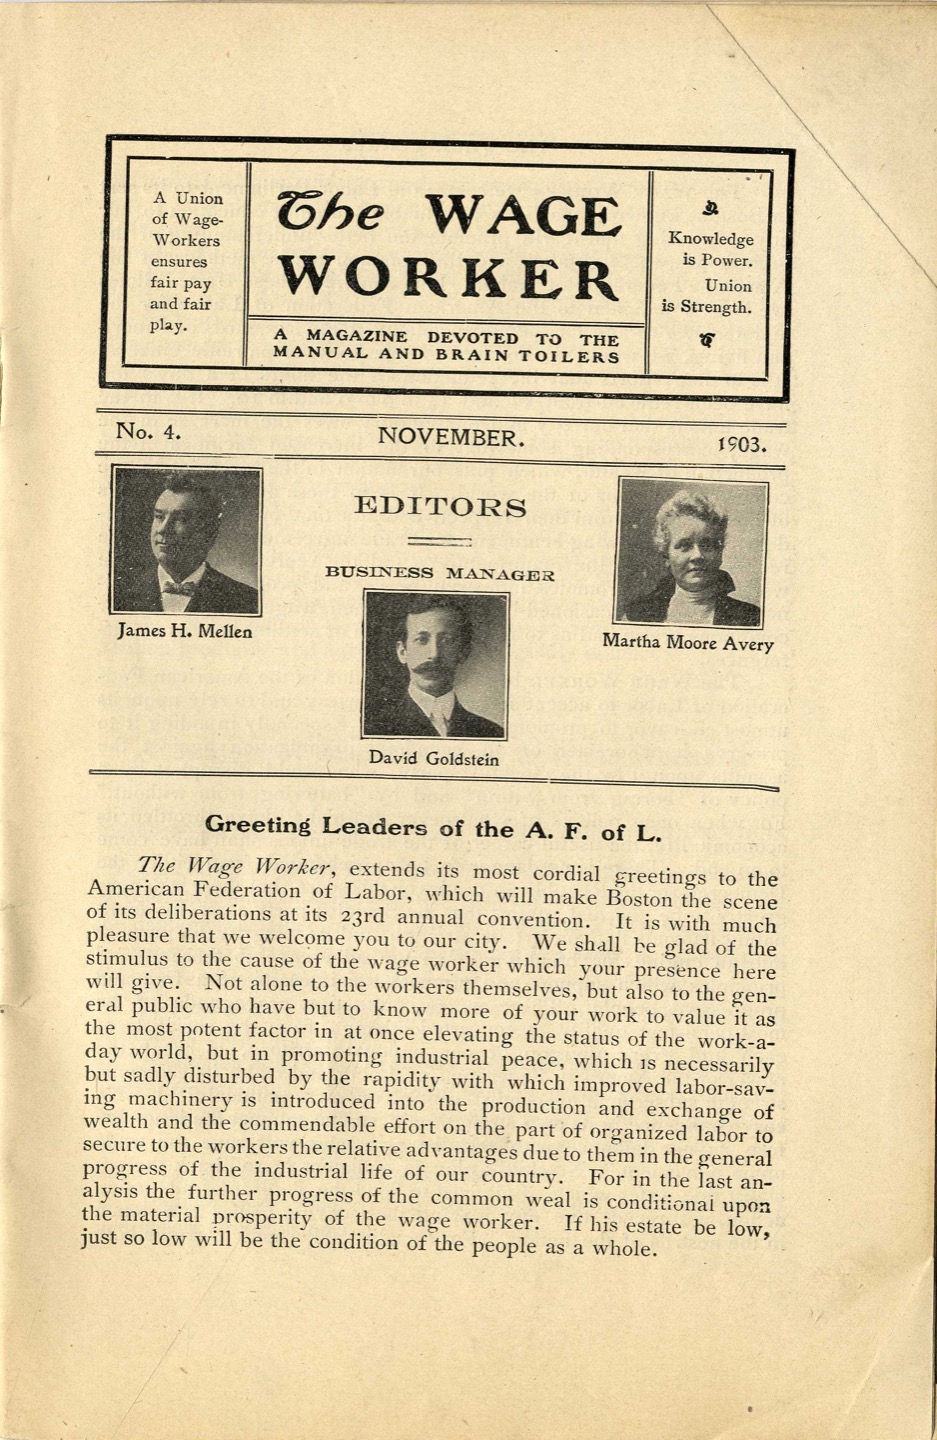 A Union
of Wage-
Workers
ensures
fair pay
and fair
play.
The WAGE
WORKER
A MAGAZINE DEVOTED TO THE
MANUAL AND BRAIN TOILERS
Knowledge
is Power.
Union
is Strength.
No. 4.
NOVEMBER.
1903.
EDITORS
BUSINESS MANAGER
James H. Mellen
Martha Moore Avery
David Goldstein
Greeting Leaders of the A. F. of L.
The Wage Worker, extends its most cordial greetings to the
American Federation of Labor, which will make Boston the scene
of its deliberations at its 23rd annual convention. It is with much
pleasure that we welcome you to our city. We shall be glad of the
stimulus to the cause of the wage worker which your presence here
will give. Not alone to the workers themselves, but also to the gen-
eral public who have but to know more of your work to value it as
the most potent factor in at once elevating the status of the work-a-
day world, but in promoting industrial peace, which is necessarily
but sadly disturbed by the rapidity with which improved labor-sav-
ing machinery is introduced into the production and exchange of
wealth and the commendable effort on the part of organized labor to
secure to the workers the relative advantages due to them in the general
progress of the industrial life of our country. For in the last an-
alysis the further progress of the common weal is conditional upon
the material prosperity of the wage worker. If his estate be low,
just so low will be the condition of the people as a whole.